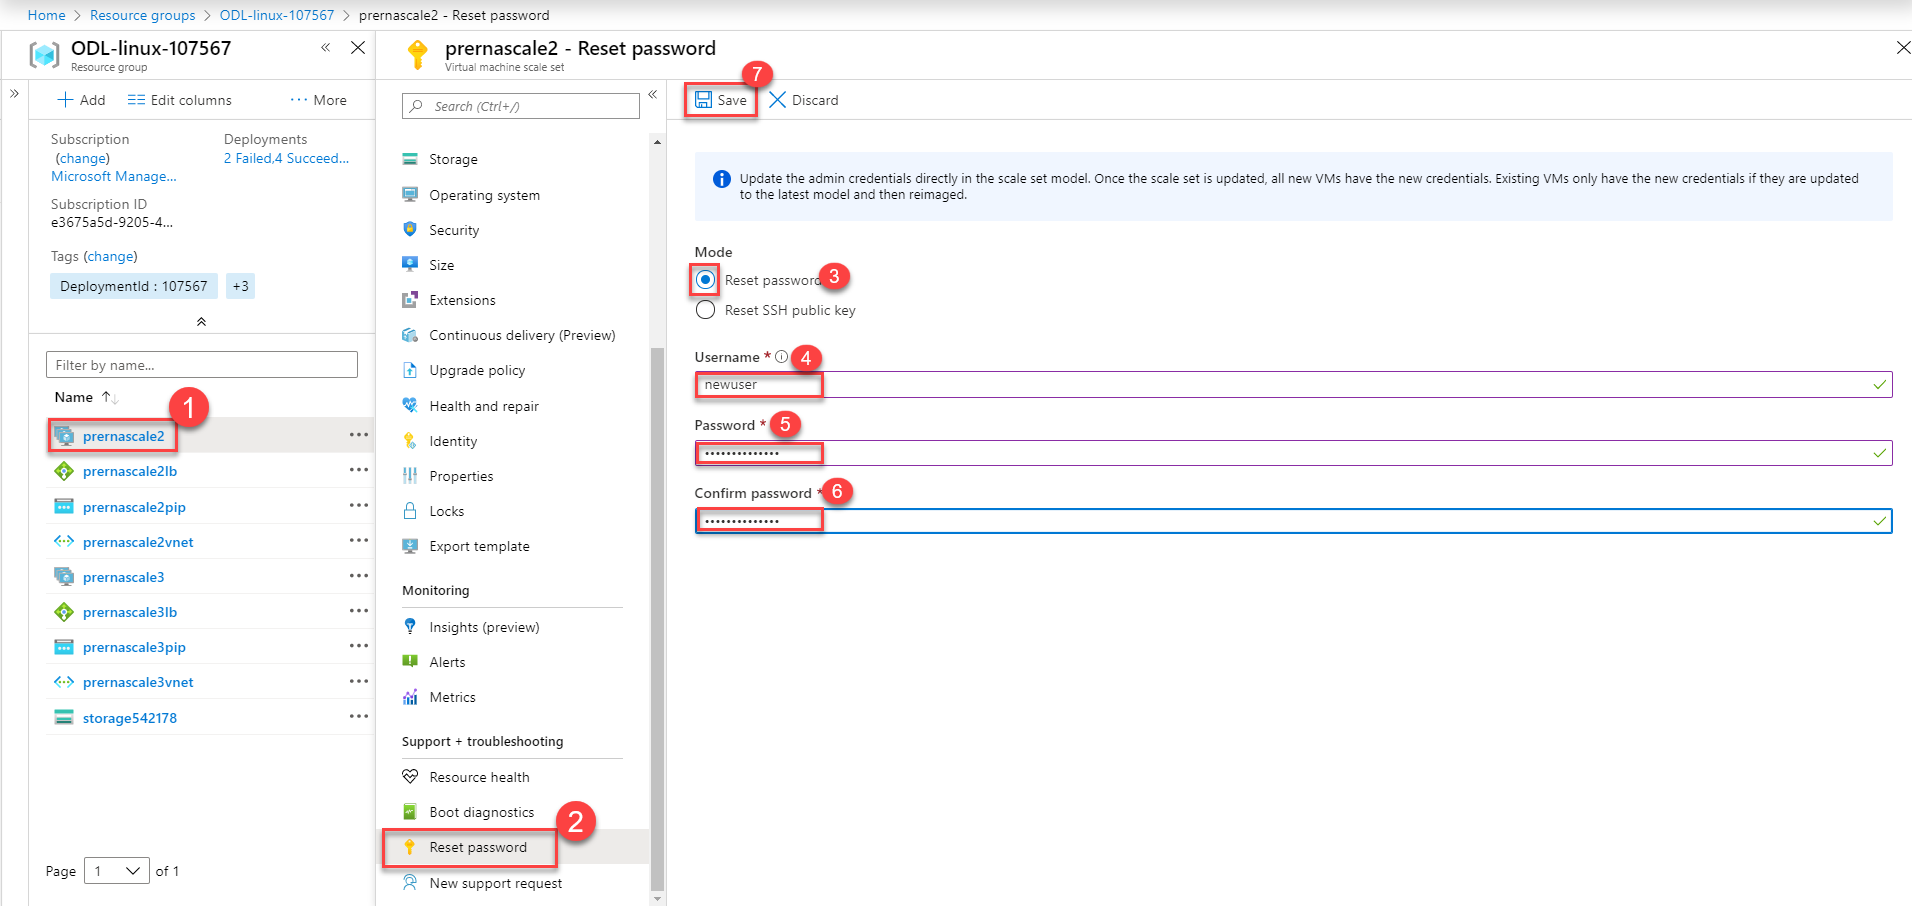 Home > Resource groups > ODL-linux-107567 > prernascale2 - Reset password
ODL-linux-107567
Resource group
« ×
»
+ Add
Edit columns
··· More
Subscription
(change)
Microsoft Manage...
Deployments
2 Failed,4 Succeed...
Subscription ID
e3675a5d-9205-4...
Tags (change)
DeploymentId : 107567
+3
Filter by name...
Name ↑↓
1
prernascale2 •••
prernascale2lb •••
prernascale2pip •••
prernascale2vnet •••
prernascale3 •••
prernascale3lb •••
prernascale3pip •••
prernascale3vnet •••
storage542178 •••
Page 1 of 1
prernascale2 - Reset password
Virtual machine scale set
Search (Ctrl+/)
«
Storage
Operating system
Security
Size
Extensions
Continuous delivery (Preview)
Upgrade policy
Health and repair
Identity
Properties
Locks
Export template
Monitoring
Insights (preview)
Alerts
Metrics
Support + troubleshooting
Resource health
Boot diagnostics
2
Reset password
New support request
7
Save
Discard
Update the admin credentials directly in the scale set model. Once the scale set is updated, all new VMs have the new credentials. Existing VMs only have the new credentials if they are updated
to the latest model and then reimaged.
Mode
Reset password 3
Reset SSH public key
Username * 4
newuser
Password * 5
••••••••••••••
Confirm password * 6
••••••••••••••